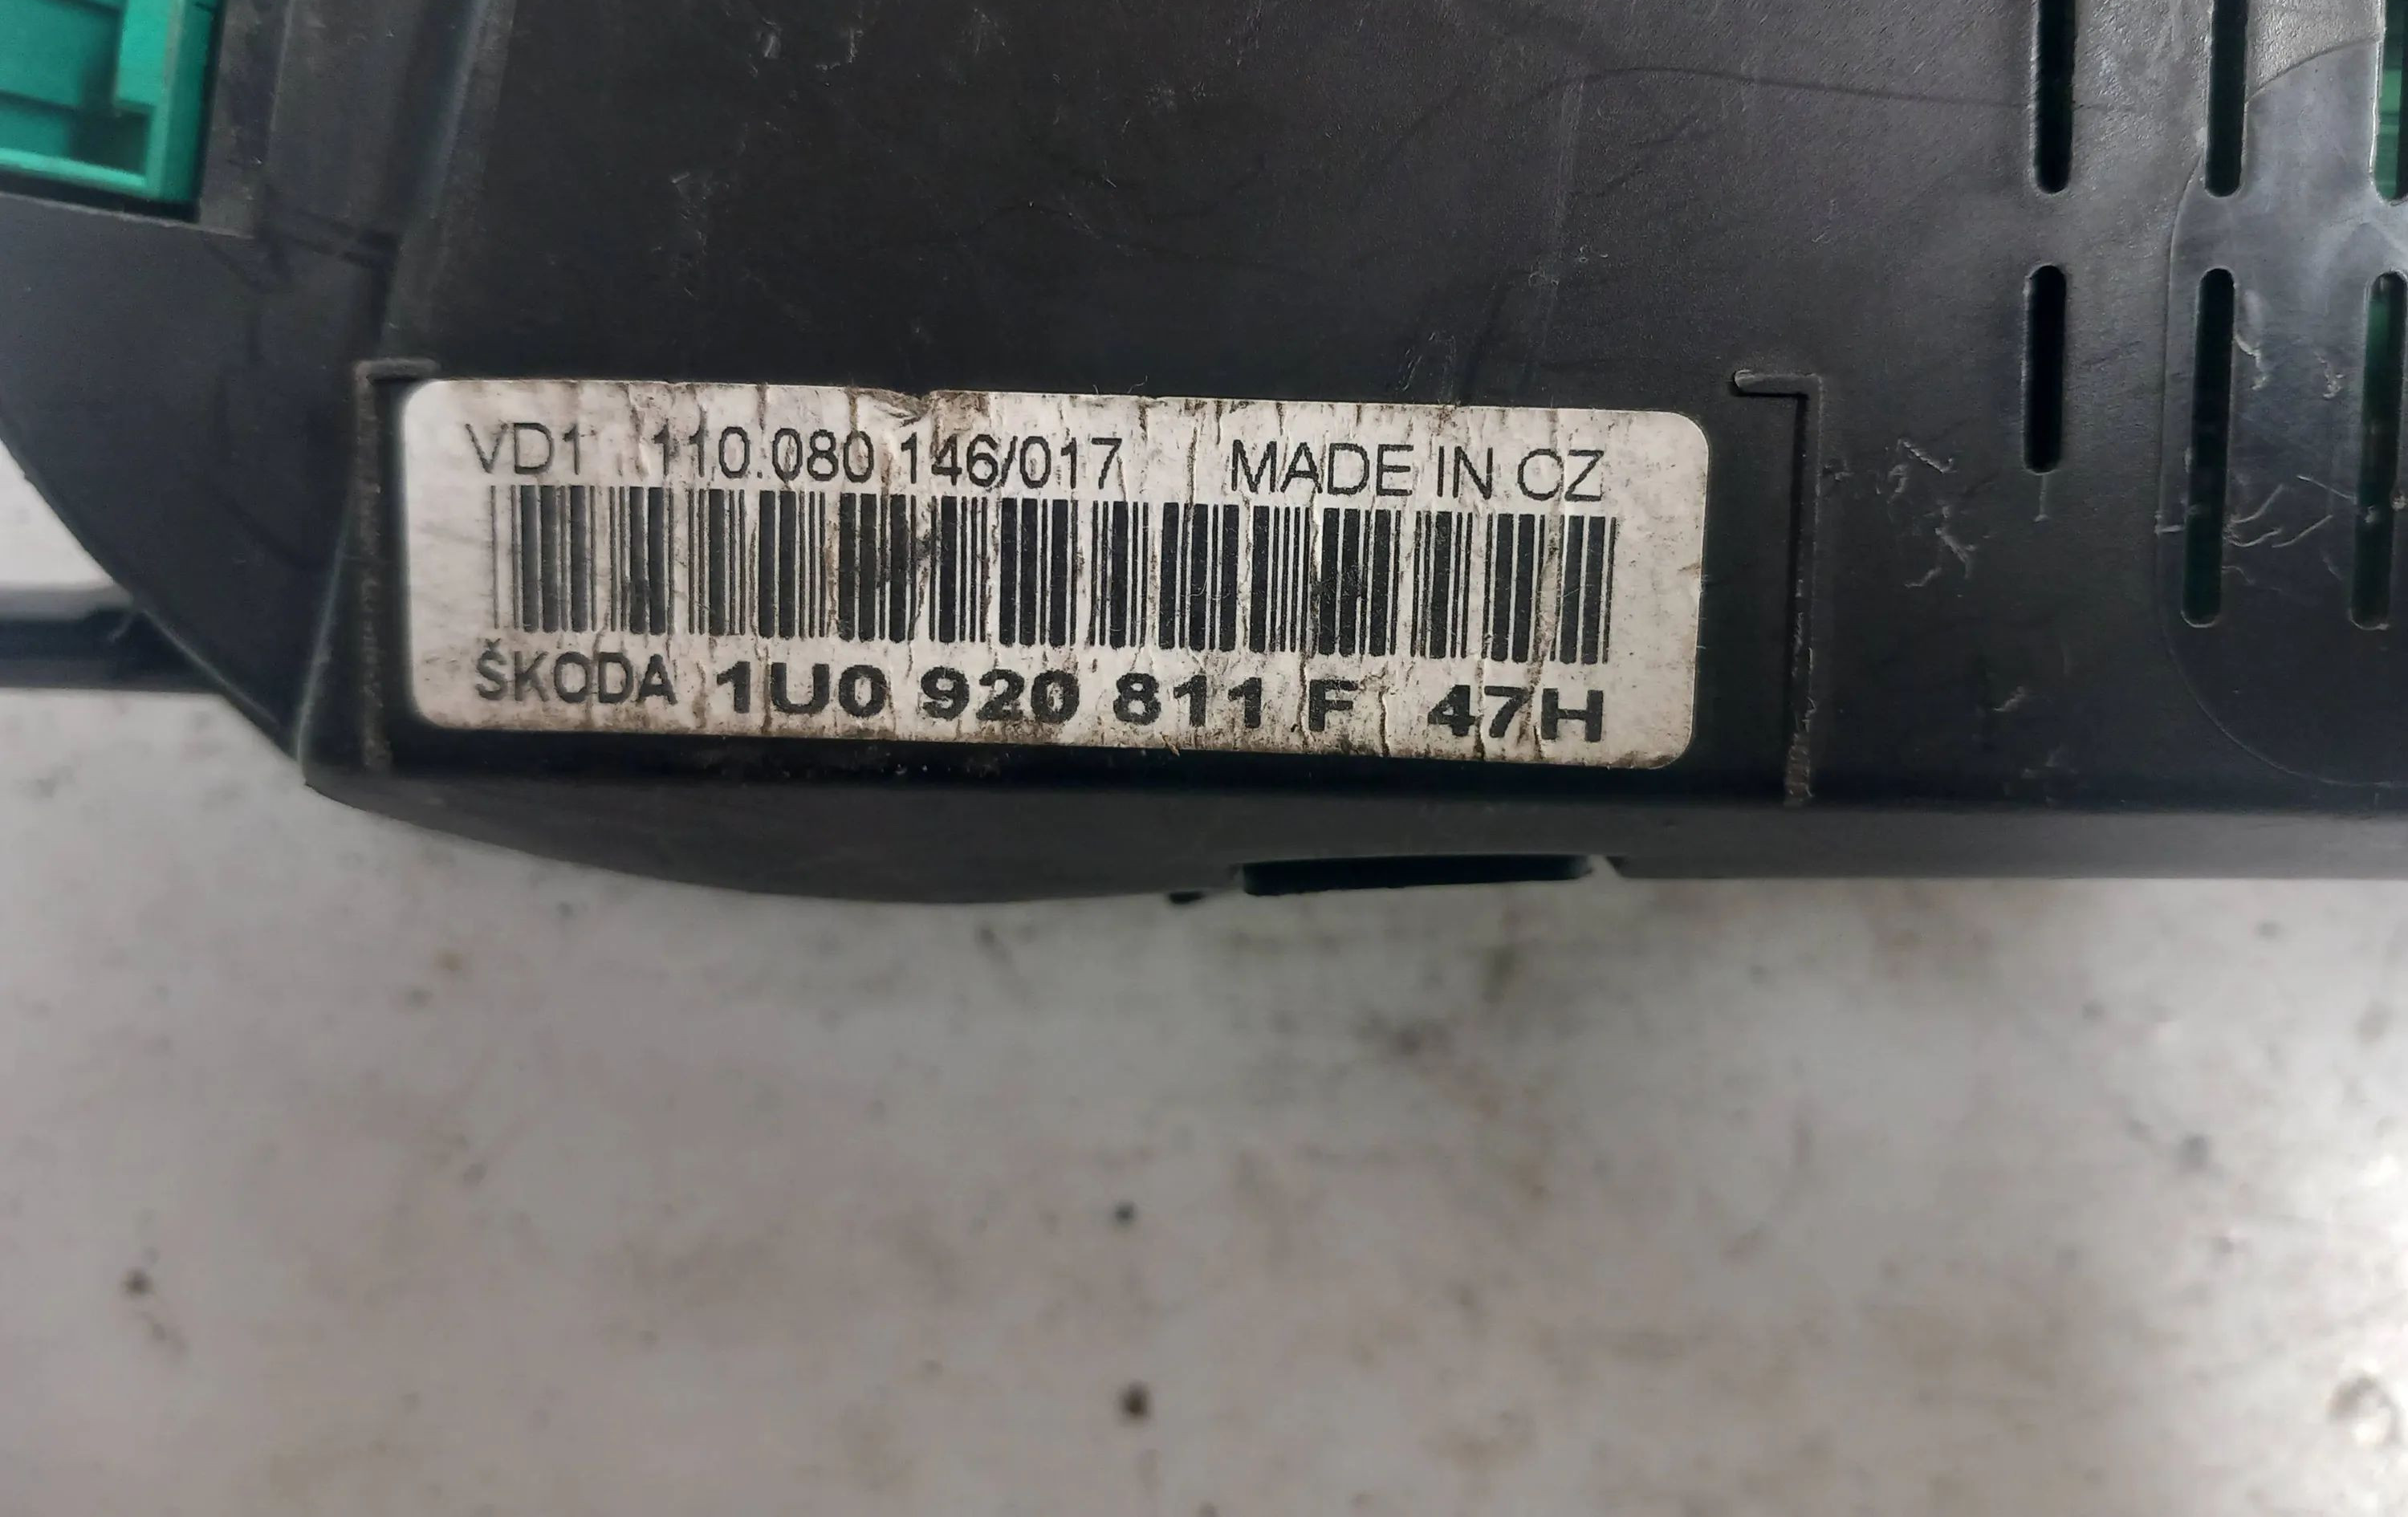 VD1 110.080 146/017 MADE IN CZ
ŠKODA 1U0 920 811 F 47H